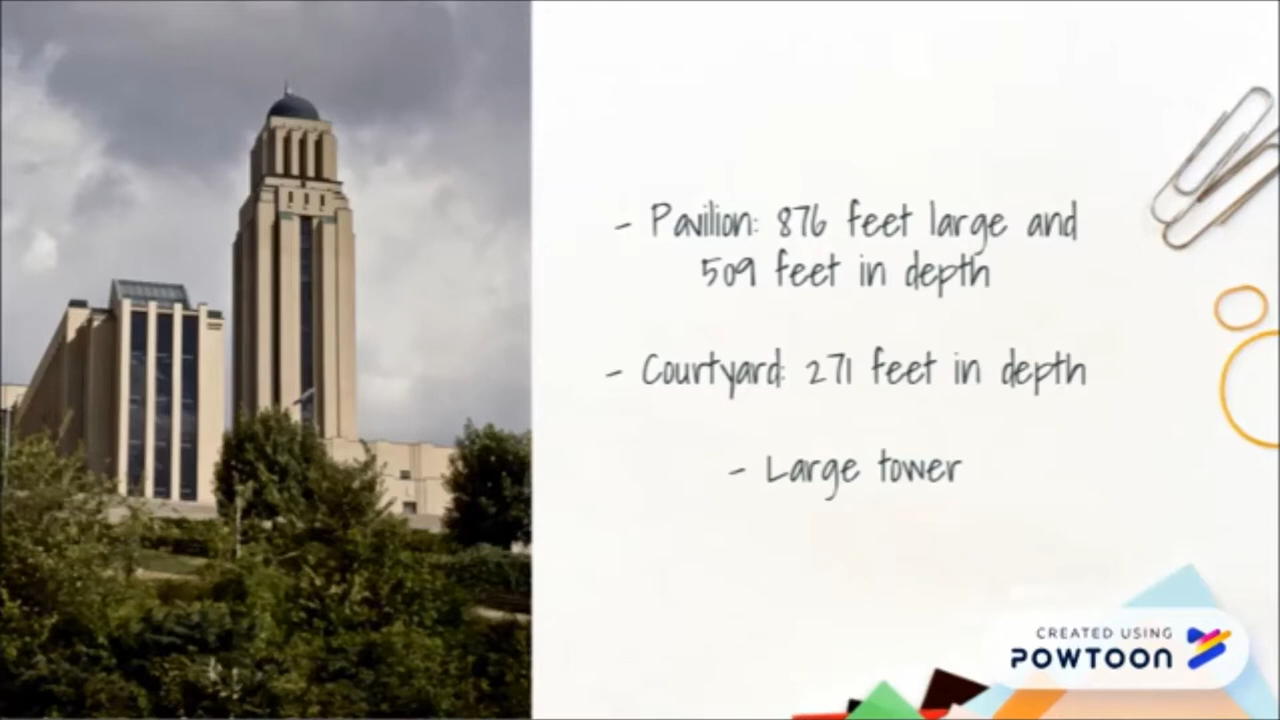 - Pavilion: 876 feet large and
509 feet in depth
- Courtyard: 271 feet in depth
- Large tower
CREATED USING
POWTOON